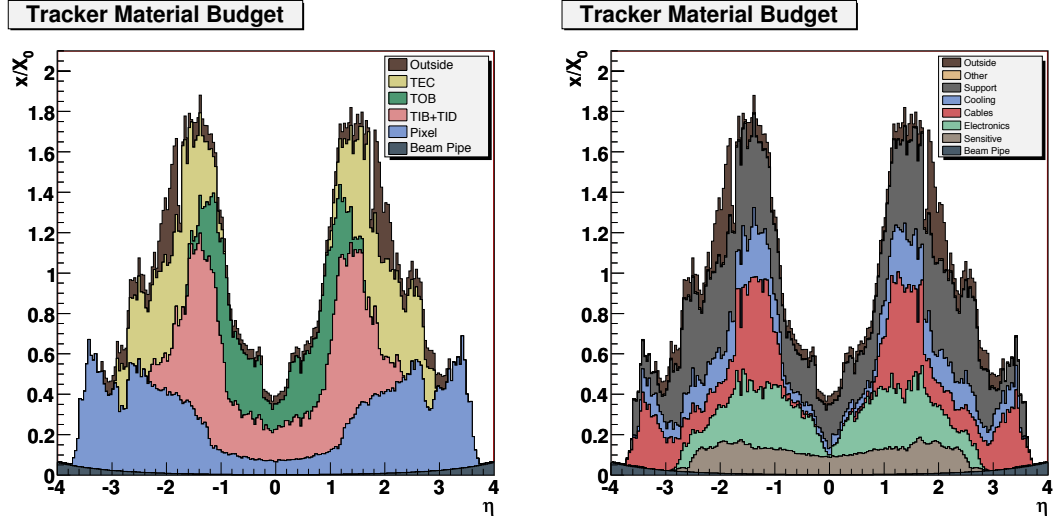 Tracker Material Budget
x/X0
2
1.8
1.6
1.4
1.2
1
0.8
0.6
0.4
0.2
0
-4 -3 -2 -1 0 1 2 3 4
η
Outside
TEC
TOB
TIB+TID
Pixel
Beam Pipe
Tracker Material Budget
x/X0
2
1.8
1.6
1.4
1.2
1
0.8
0.6
0.4
0.2
0
-4 -3 -2 -1 0 1 2 3 4
η
Outside
Other
Support
Cooling
Cables
Electronics
Sensitive
Beam Pipe